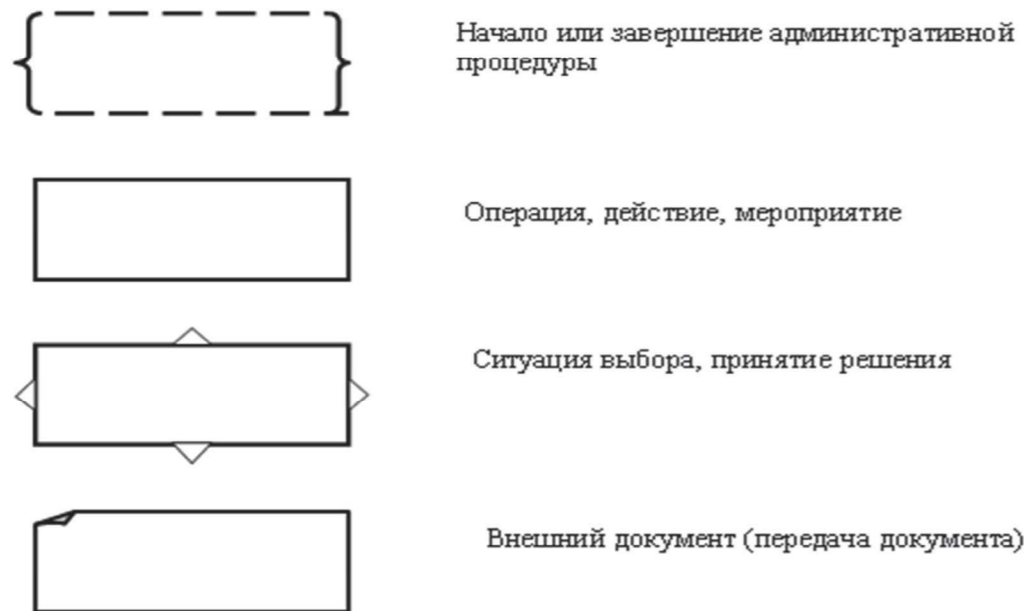 Начало или завершение административной
процедуры
Операция, действие, мероприятие
Ситуация выбора, принятие решения
Внешний документ (передача документа)